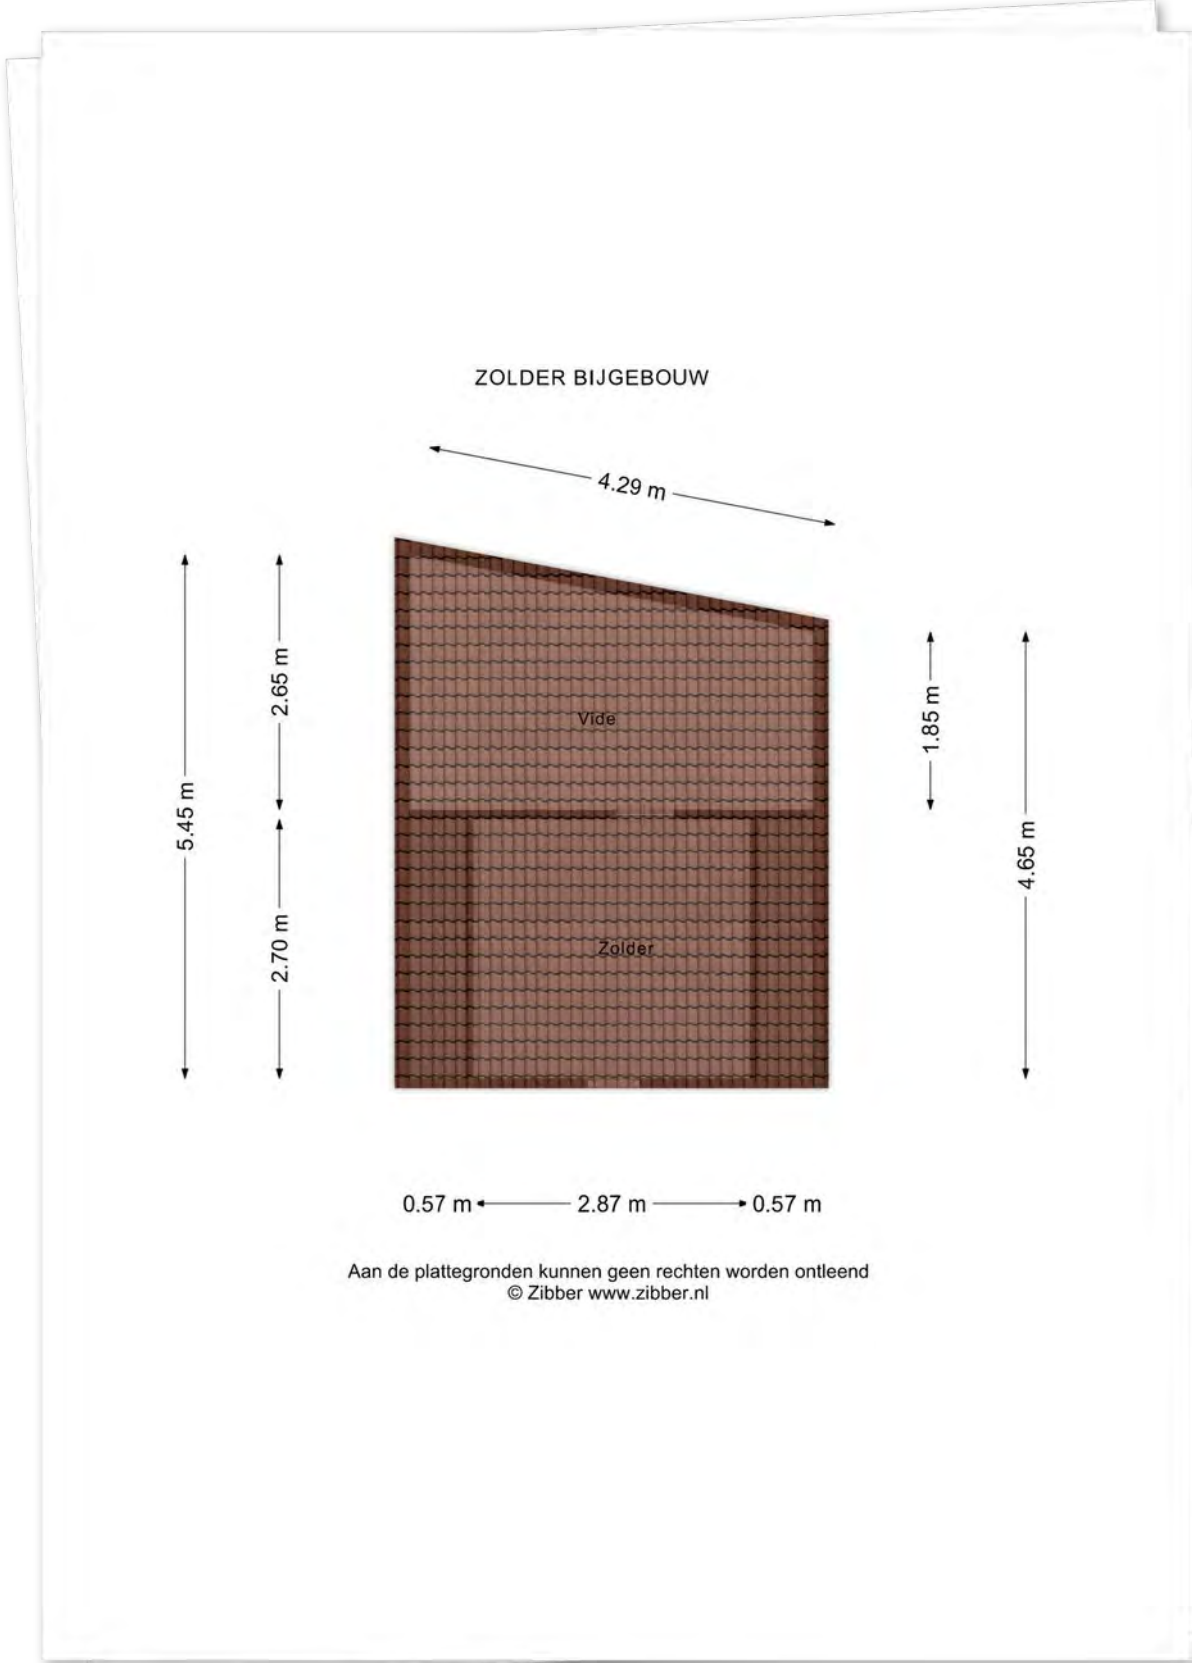 ZOLDER BIJGEBOUW
4.29 m
Vide
Zolder
5.45 m
2.65 m
2.70 m
1.85 m
4.65 m
0.57 m 2.87 m 0.57 m
Aan de plattegronden kunnen geen rechten worden ontleend
© Zibber www.zibber.nl